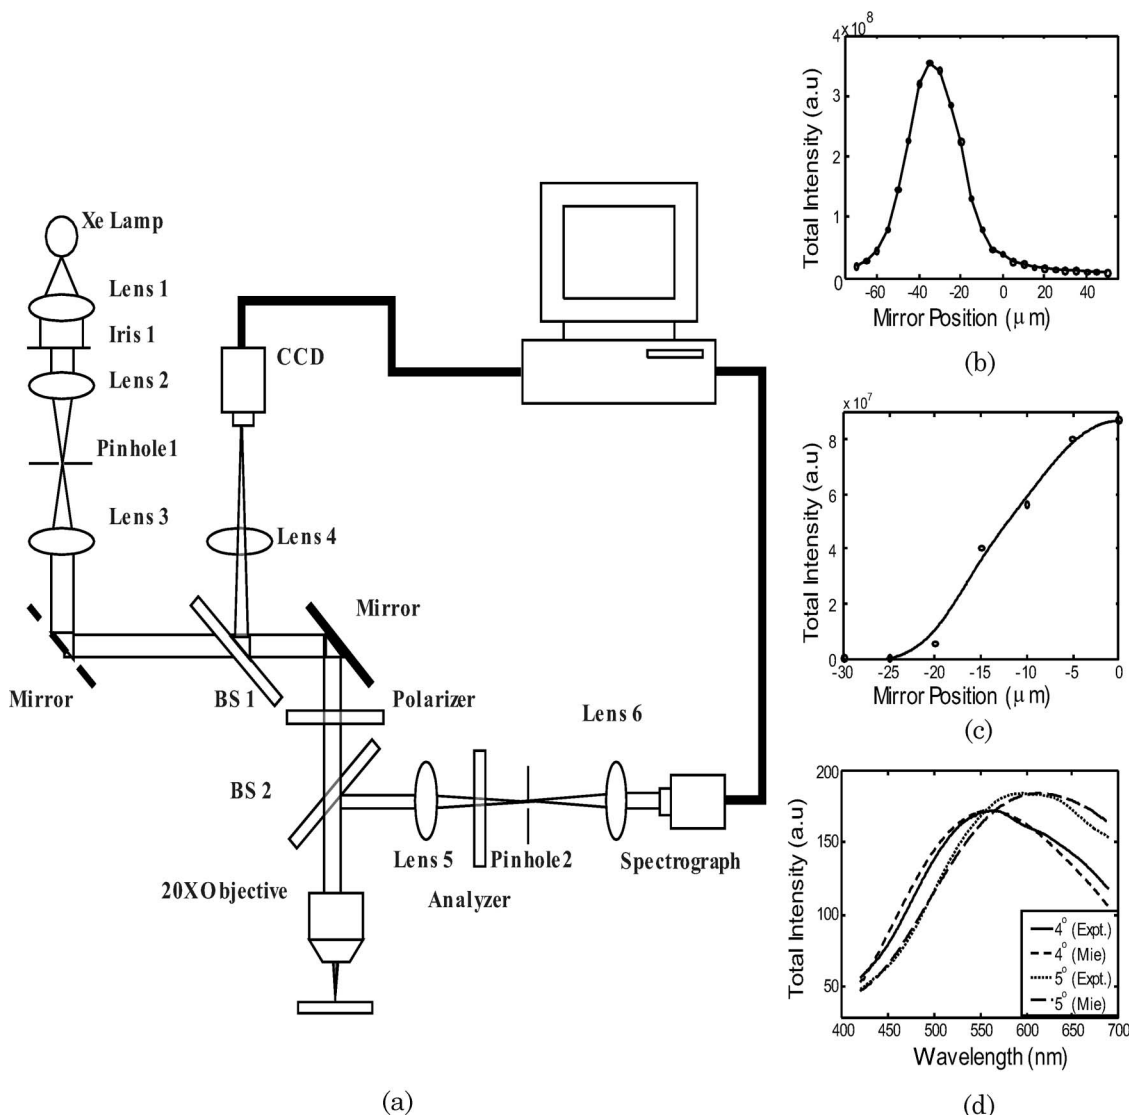 Xe Lamp
Lens 1
Iris 1
Lens 2
Pinhole1
Lens 3
Mirror
CCD
Lens 4
Mirror
BS 1
Polarizer
BS 2
Lens 6
Lens 5
Pinhole2
Spectrograph
Analyzer
20XObjective
(a)
×10⁸
4
3
2
1
0
Total Intensity (a.u)
-60 -40 -20 0 20 40
Mirror Position (μm)
(b)
x 10⁷
8
6
4
2
0
Total Intensity (a.u)
-30 -25 -20 -15 -10 -5 0
Mirror Position (μm)
(c)
200
150
100
50
Total Intensity (a.u)
4° (Expt.)
4° (Mie)
5° (Expt.)
5° (Mie)
400 450 500 550 600 650 700
Wavelength (nm)
(d)